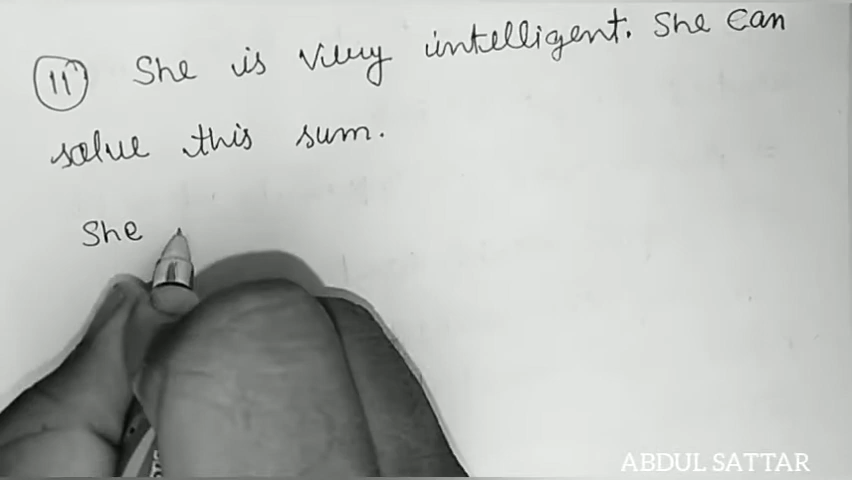 11) She is very intelligent. She can
solve this sum.
She
ABDUL SATTAR